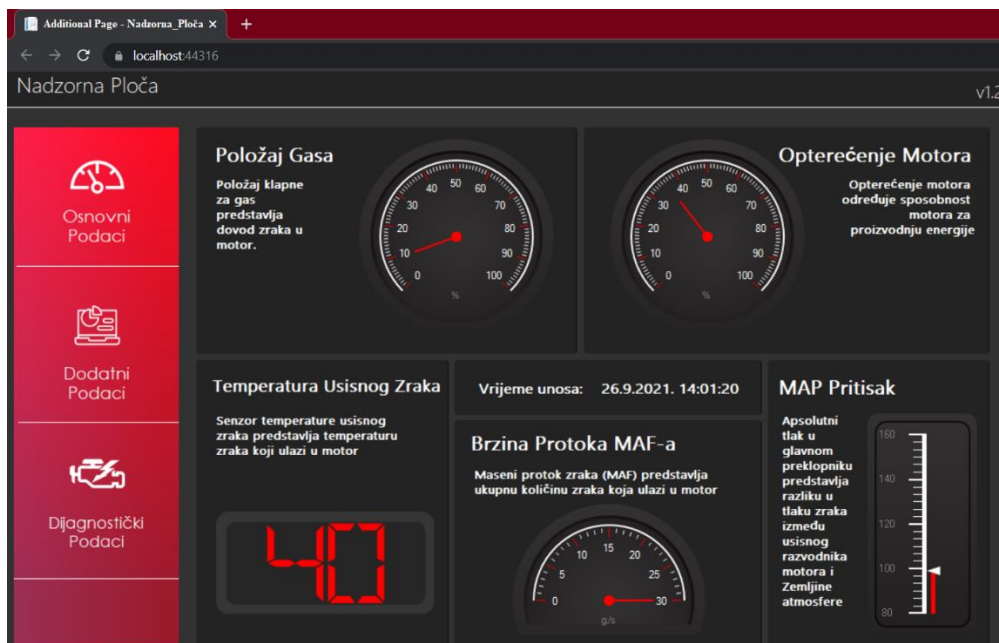 Additional Page - Nadzorna_Ploča
localhost:44316
Nadzorna Ploča
v1.2
Osnovni
Podaci
Dodatni
Podaci
Dijagnostički
Podaci
Položaj Gasa
Položaj klapne
za gas
predstavlja
dovod zraka u
motor.
0 10 20 30 40 50 60 70 80 90 100
%
Opterećenje Motora
Opterećenje motora
određuje sposobnost
motora za
proizvodnju energije
0 10 20 30 40 50 60 70 80 90 100
%
Temperatura Usisnog Zraka
Senzor temperature usisnog
zraka predstavlja temperaturu
zraka koji ulazi u motor
40
Vrijeme unosa: 26.9.2021. 14:01:20
Brzina Protoka MAF-a
Maseni protok zraka (MAF) predstavlja
ukupnu količinu zraka koja ulazi u motor
0 5 10 15 20 25 30
g/s
MAP Pritisak
Apsolutni
tlak u
glavnom
preklopniku
predstavlja
razliku u
tlaku zraka
između
usisnog
razvodnika
motora i
Zemljine
atmosfere
160
140
120
100
80